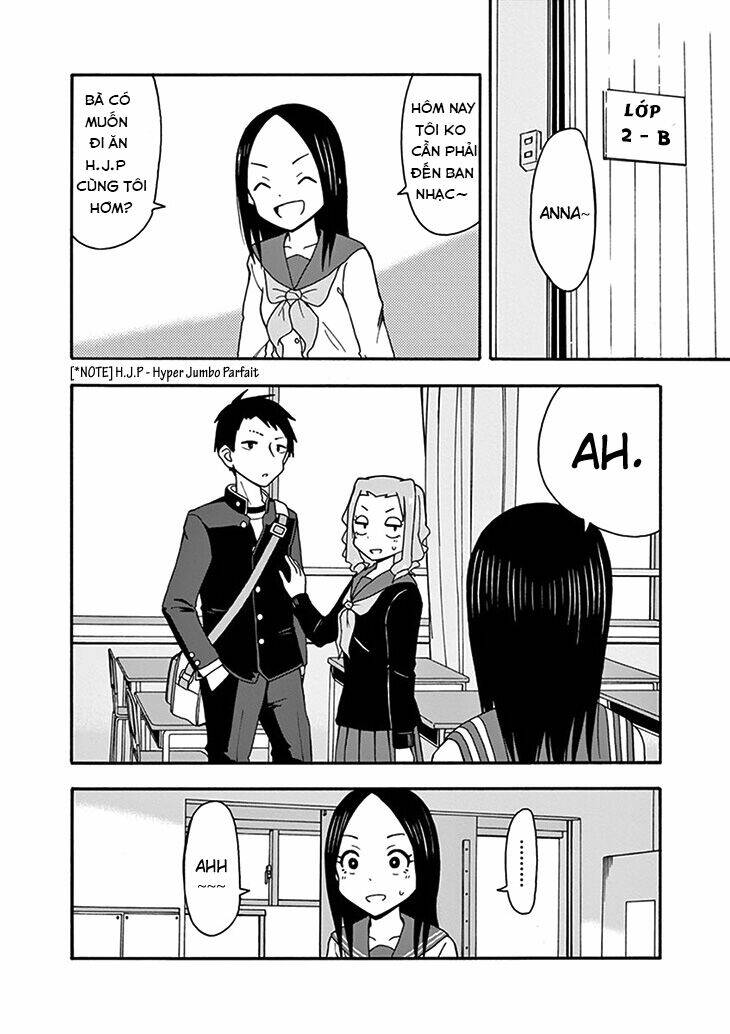 LỚP
2 - B
ANNA~
HÔM NAY
TÔI KO
CẦN PHẢI
ĐẾN BAN
NHẠC~
BÀ CÓ
MUỐN
ĐI ĂN
H.J.P
CÙNG TÔI
HƠM?
[*NOTE] H.J.P - Hyper Jumbo Parfait
AH.
.........
AHH
~~~